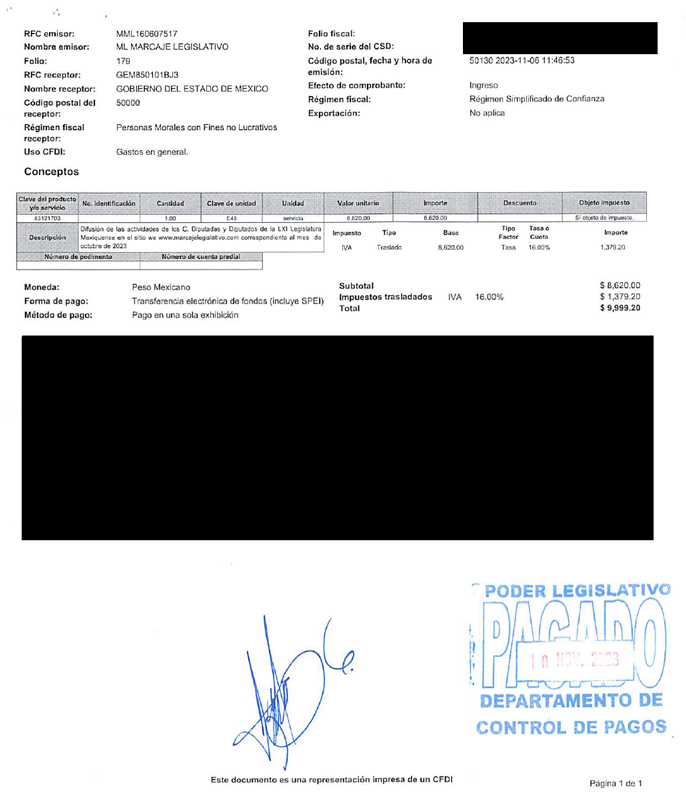 RFC emisor: MML160607517
Nombre emisor: ML MARCAJE LEGISLATIVO
Folio: 179
RFC receptor: GEM850101BJ3
Nombre receptor: GOBIERNO DEL ESTADO DE MEXICO
Código postal del receptor: 50000
Régimen fiscal receptor: Personas Morales con Fines no Lucrativos
Uso CFDI: Gastos en general.
Folio fiscal:
No. de serie del CSD:
Código postal, fecha y hora de emisión: 50130 2023-11-06 11:46:53
Efecto de comprobante: Ingreso
Régimen fiscal: Régimen Simplificado de Confianza
Exportación: No aplica
Conceptos
Clave del producto y/o servicio No. identificación Cantidad Clave de unidad Unidad Valor unitario Importe Descuento Objeto impuesto
83121703 1.00 E48 servicio 8,620.00 8,620.00 Sí objeto de impuesto.
Descripción
Difusión de las actividades de los C. Diputadas y Diputados de la LXI Legislatura
Mexiquense en el sitio we www.marcajelegislativo.com correspondiente al mes de
octubre de 2023
Impuesto Tipo Base Tipo Factor Tasa o Cuota Importe
IVA Traslado 8,620.00 Tasa 16.00% 1,379.20
Número de pedimento Número de cuenta predial
Moneda: Peso Mexicano
Forma de pago: Transferencia electrónica de fondos (incluye SPEI)
Método de pago: Pago en una sola exhibición
Subtotal $ 8,620.00
Impuestos trasladados IVA 16.00% $ 1,379.20
Total $ 9,999.20
PODER LEGISLATIVO
PAGADO
10 NOV. 2023
DEPARTAMENTO DE
CONTROL DE PAGOS
Este documento es una representación impresa de un CFDI
Página 1 de 1